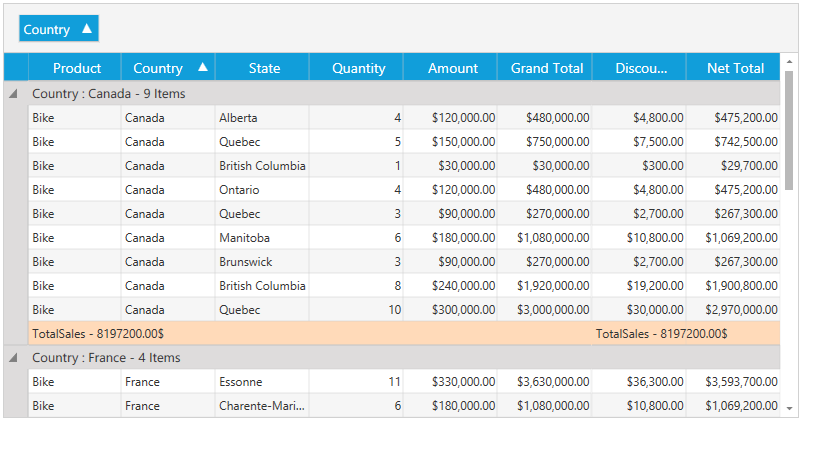 Country
Product Country State Quantity Amount Grand Total Discou... Net Total
Country : Canada - 9 Items
Bike Canada Alberta 4 $120,000.00 $480,000.00 $4,800.00 $475,200.00
Bike Canada Quebec 5 $150,000.00 $750,000.00 $7,500.00 $742,500.00
Bike Canada British Columbia 1 $30,000.00 $30,000.00 $300.00 $29,700.00
Bike Canada Ontario 4 $120,000.00 $480,000.00 $4,800.00 $475,200.00
Bike Canada Quebec 3 $90,000.00 $270,000.00 $2,700.00 $267,300.00
Bike Canada Manitoba 6 $180,000.00 $1,080,000.00 $10,800.00 $1,069,200.00
Bike Canada Brunswick 3 $90,000.00 $270,000.00 $2,700.00 $267,300.00
Bike Canada British Columbia 8 $240,000.00 $1,920,000.00 $19,200.00 $1,900,800.00
Bike Canada Quebec 10 $300,000.00 $3,000,000.00 $30,000.00 $2,970,000.00
TotalSales - 8197200.00$ TotalSales - 8197200.00$
Country : France - 4 Items
Bike France Essonne 11 $330,000.00 $3,630,000.00 $36,300.00 $3,593,700.00
Bike France Charente-Mari... 6 $180,000.00 $1,080,000.00 $10,800.00 $1,069,200.00